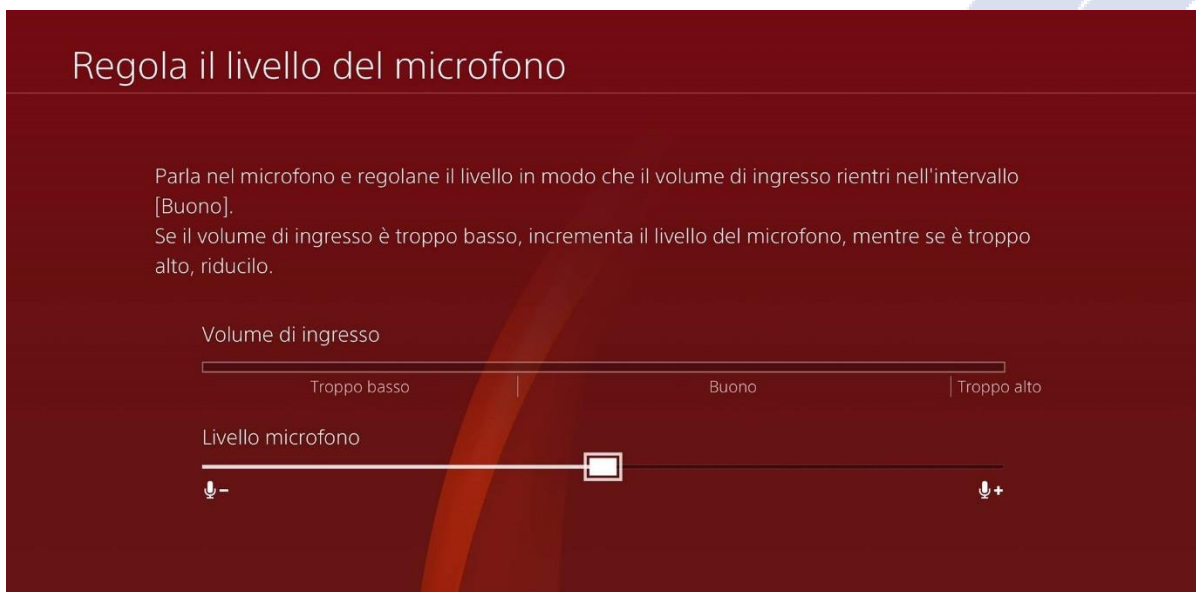 Regola il livello del microfono
Parla nel microfono e regolane il livello in modo che il volume di ingresso rientri nell'intervallo
[Buono].
Se il volume di ingresso è troppo basso, incrementa il livello del microfono, mentre se è troppo
alto, riducilo.
Volume di ingresso
Troppo basso
Buono
Troppo alto
Livello microfono